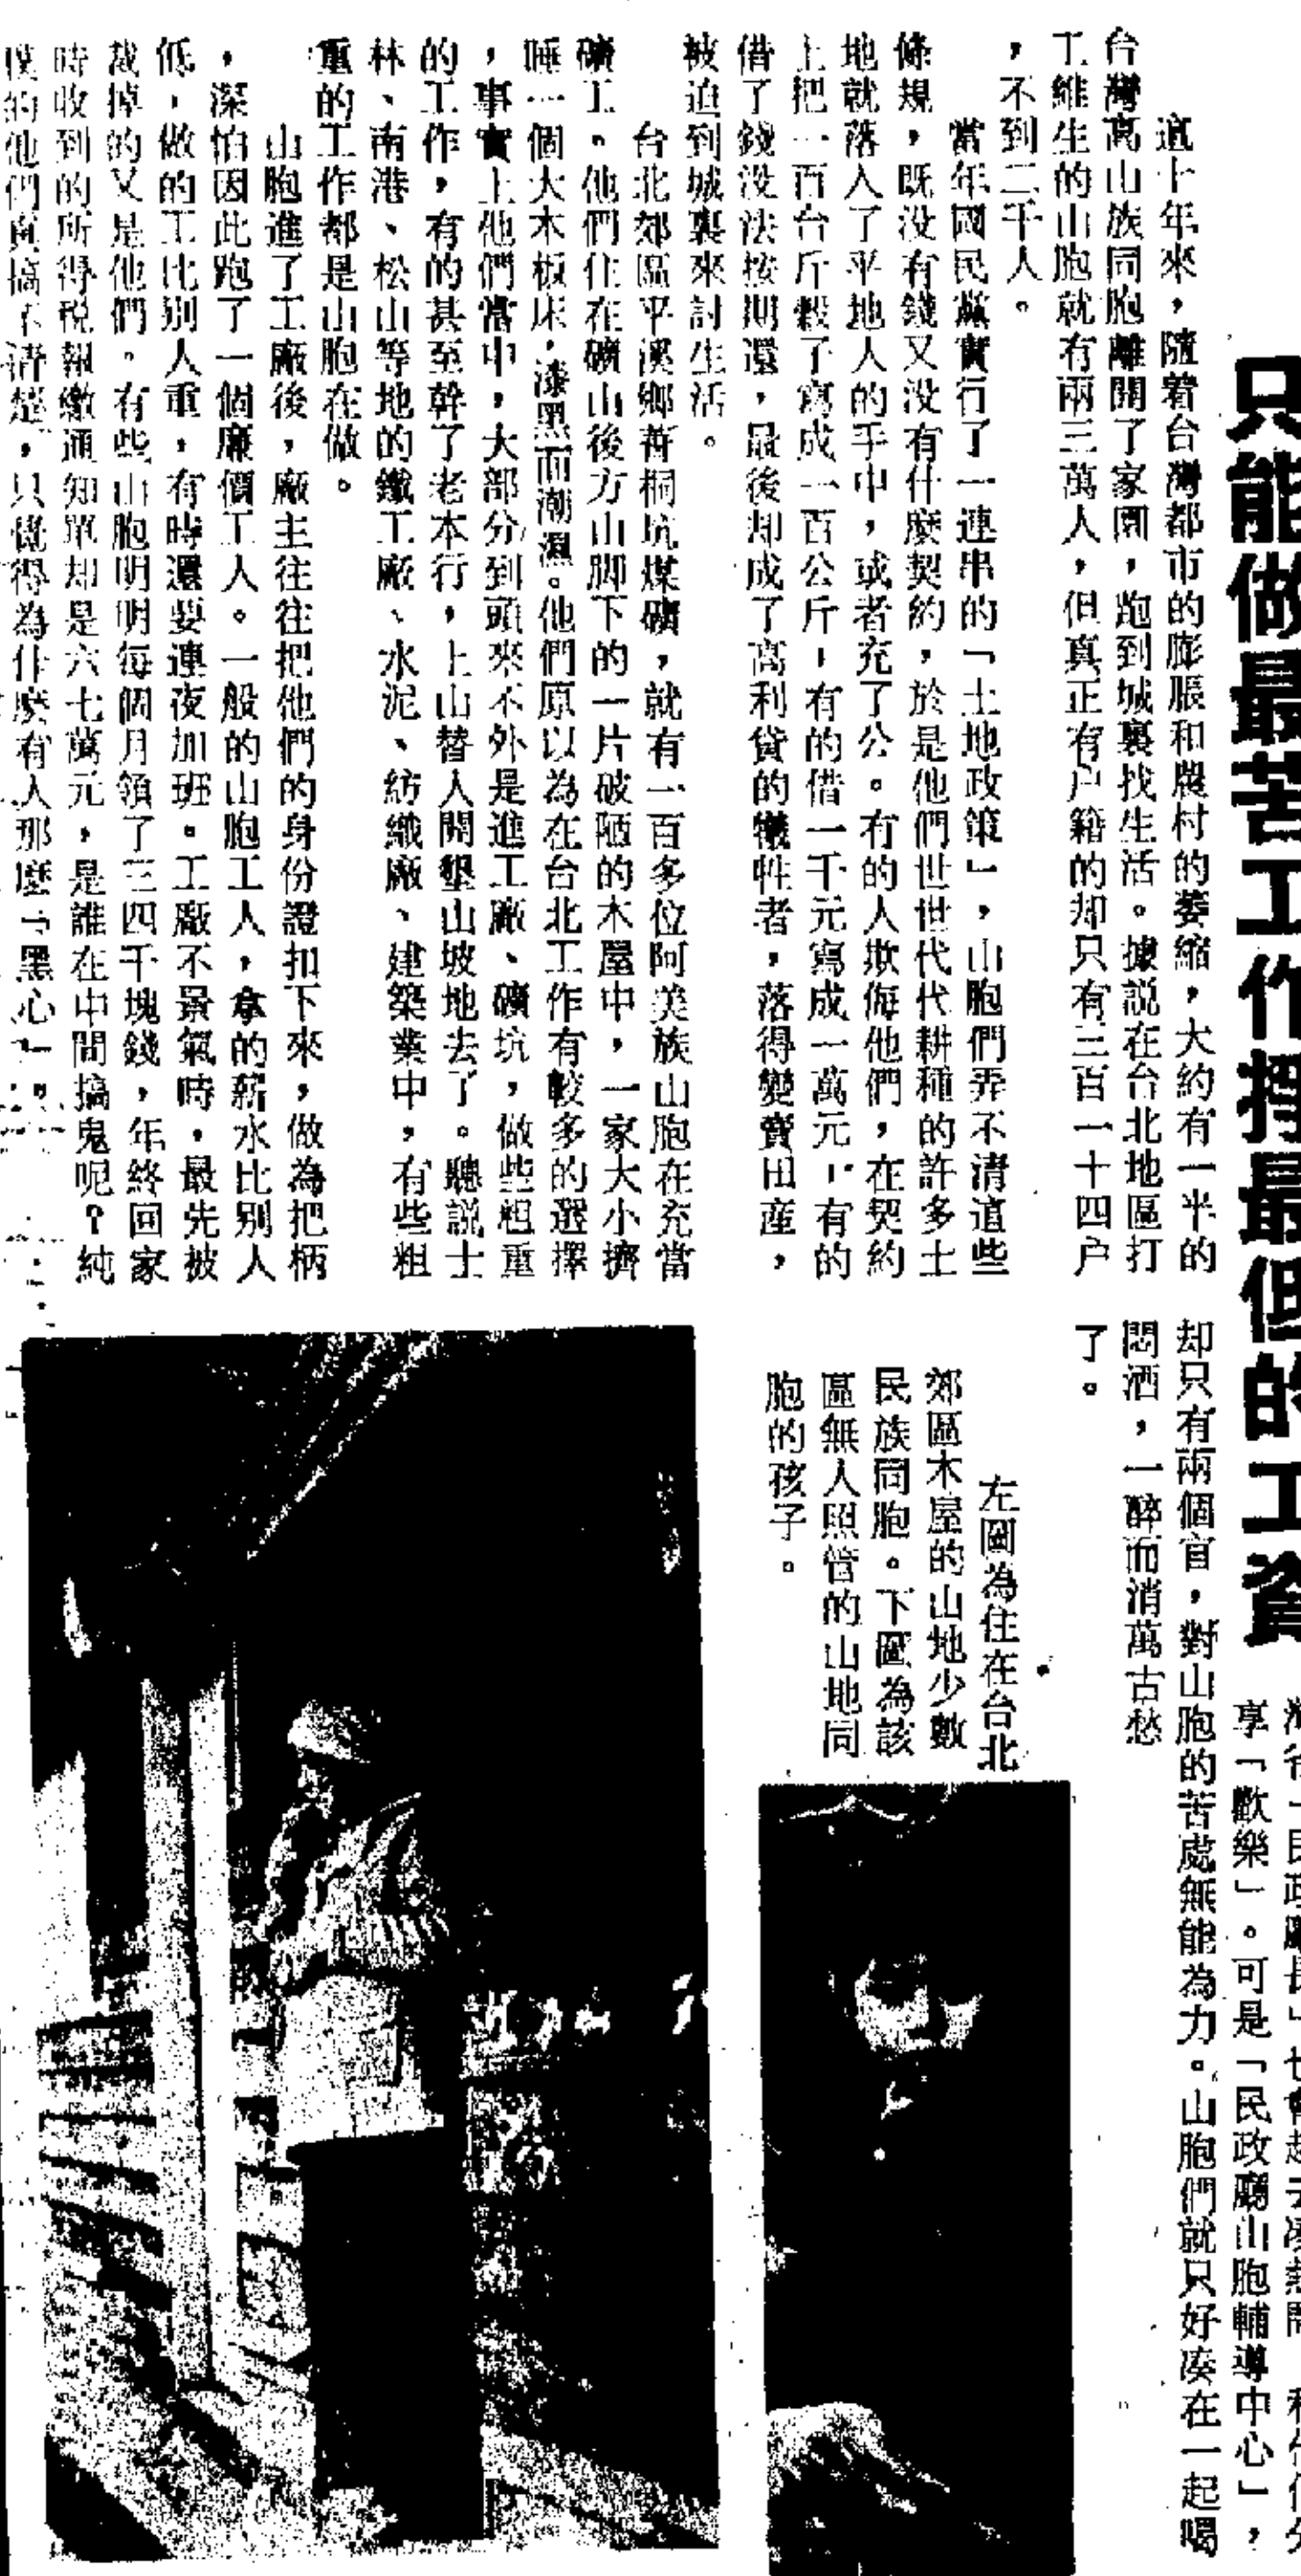 只能做最苦工作掙最低的工資
這十年來，隨着台灣都市的膨脹和農村的萎縮，大約有一半的
台灣高山族同胞離開了家園，跑到城裏找生活。據説在台北地區打
工維生的山胞就有兩三萬人，但真正有户籍的却只有三百一十四户
，不到二千人。
當年國民黨實行了一連串的「土地政策」，山胞們弄不清這些
條規，既没有錢又没有什麽契約，於是他們世世代代耕種的許多土
地就落入了平地人的手中，或者充了公。有的人欺侮他們，在契約
上把一百台斤穀子寫成一百公斤，有的借一千元寫成一萬元，有的
借了錢没法按期還，最後却成了高利貸的犧牲者，落得變賣田産，
被迫到城裏來討生活。
台北郊區平溪鄉菁桐坑煤礦，就有一百多位阿美族山胞在充當
礦工。他們住在礦山後方山脚下的一片破陋的木屋中，一家大小擠
睡一個大木板床，漆黑而潮濕。他們原以為在台北工作有較多的選擇
，事實上他們當中，大部分到頭來不外是進工廠、礦坑，做些粗重
的工作，有的甚至幹了老本行，上山替人開墾山坡地去了。聽説士
林、南港、松山等地的鐵工廠、水泥、紡織廠、建築業中，有些粗
重的工作都是山胞在做。
山胞進了工廠後，廠主往往把他們的身份證扣下來，做為把柄
，深怕因此跑了一個廉價工人。一般的山胞工人，拿的薪水比别人
低，做的工比别人重，有時還要連夜加班。工廠不景氣時，最先被
裁掉的又是他們。有些山胞明明每個月領了三四千塊錢，年終回家
時收到的所得税報繳通知單却是六七萬元，是誰在中間搞鬼呢？純
樸的他們真搞不清楚，只覺得為什麽有人那麽「黑心」。
享「歡樂」。可是「民政廳山胞輔導中心」，
却只有兩個官，對山胞的苦處無能為力。山胞們就只好凑在一起喝
悶酒，一醉而消萬古愁
了。
左圖為住在台北
郊區木屋的山地少數
民族同胞。下圖為該
區無人照管的山地同
胞的孩子。